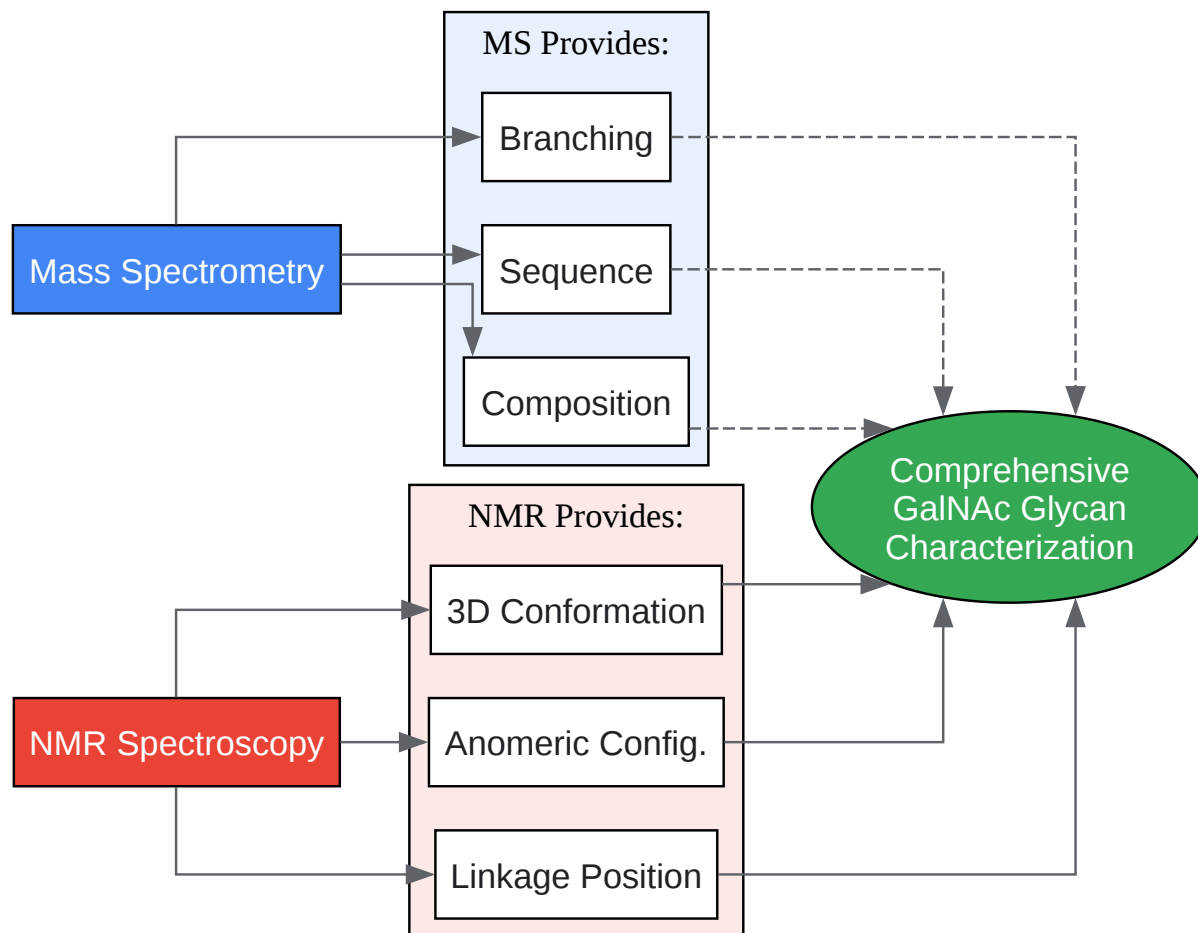 MS Provides:
Branching
Mass Spectrometry
Sequence
Composition
Comprehensive
GalNAc Glycan
Characterization
NMR Provides:
3D Conformation
NMR Spectroscopy
Anomeric Config.
Linkage Position